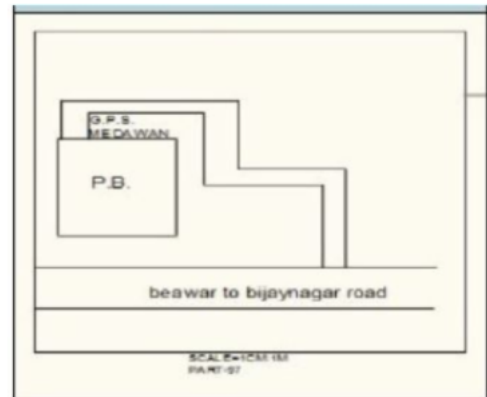 G.P.S.
MEDAWAN
P.B.
beawar to bijaynagar road
SCALE=1CM:1M
PART-97